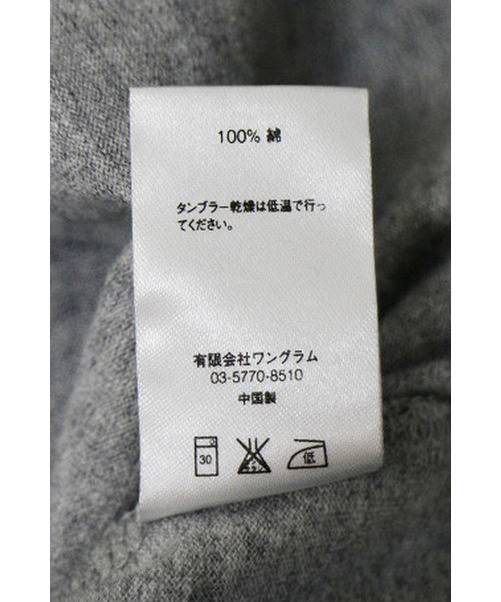 100% 綿
タンブラー乾燥は低温で行っ
てください。
有限会社ワングラム
03-5770-8510
中国製
30
低